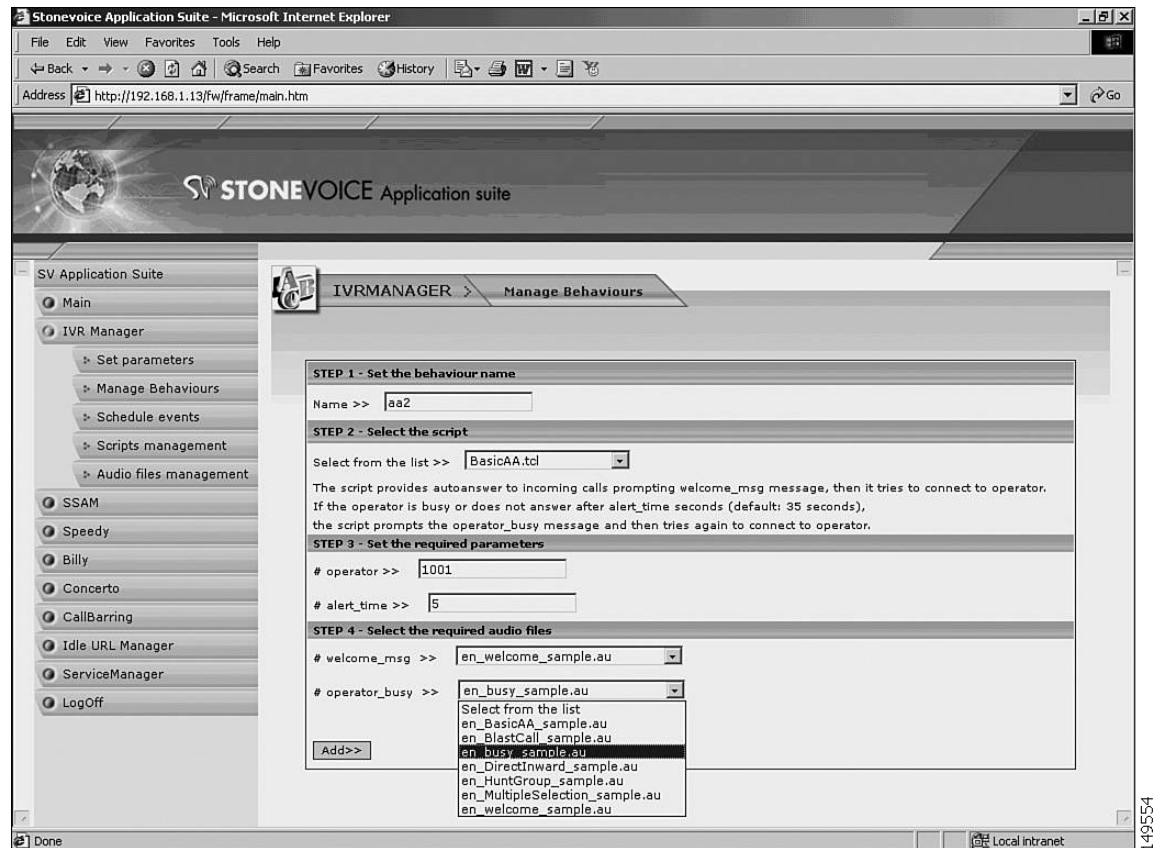 Stonevoice Application Suite - Microsoft Internet Explorer
File Edit View Favorites Tools Help
Back Search Favorites History
Address http://192.168.1.13/fw/frame/main.htm Go
SV STONEVOICE Application suite
SV Application Suite
Main
IVR Manager
Set parameters
Manage Behaviours
Schedule events
Scripts management
Audio files management
SSAM
Speedy
Billy
Concerto
CallBarring
Idle URL Manager
ServiceManager
LogOff
ABC
IVRMANAGER > Manage Behaviours
STEP 1 - Set the behaviour name
Name >> aa2
STEP 2 - Select the script
Select from the list >> BasicAA.tcl
The script provides autoanswer to incoming calls prompting welcome_msg message, then it tries to connect to operator.
If the operator is busy or does not answer after alert_time seconds (default: 35 seconds),
the script prompts the operator_busy message and then tries again to connect to operator.
STEP 3 - Set the required parameters
# operator >> 1001
# alert_time >> 5
STEP 4 - Select the required audio files
# welcome_msg >> en_welcome_sample.au
# operator_busy >> en_busy_sample.au
Select from the list
en_BasicAA_sample.au
en_BlastCall_sample.au
en_busy_sample.au
en_DirectInward_sample.au
en_HuntGroup_sample.au
en_MultipleSelection_sample.au
en_welcome_sample.au
Add>>
Done Local intranet
149554